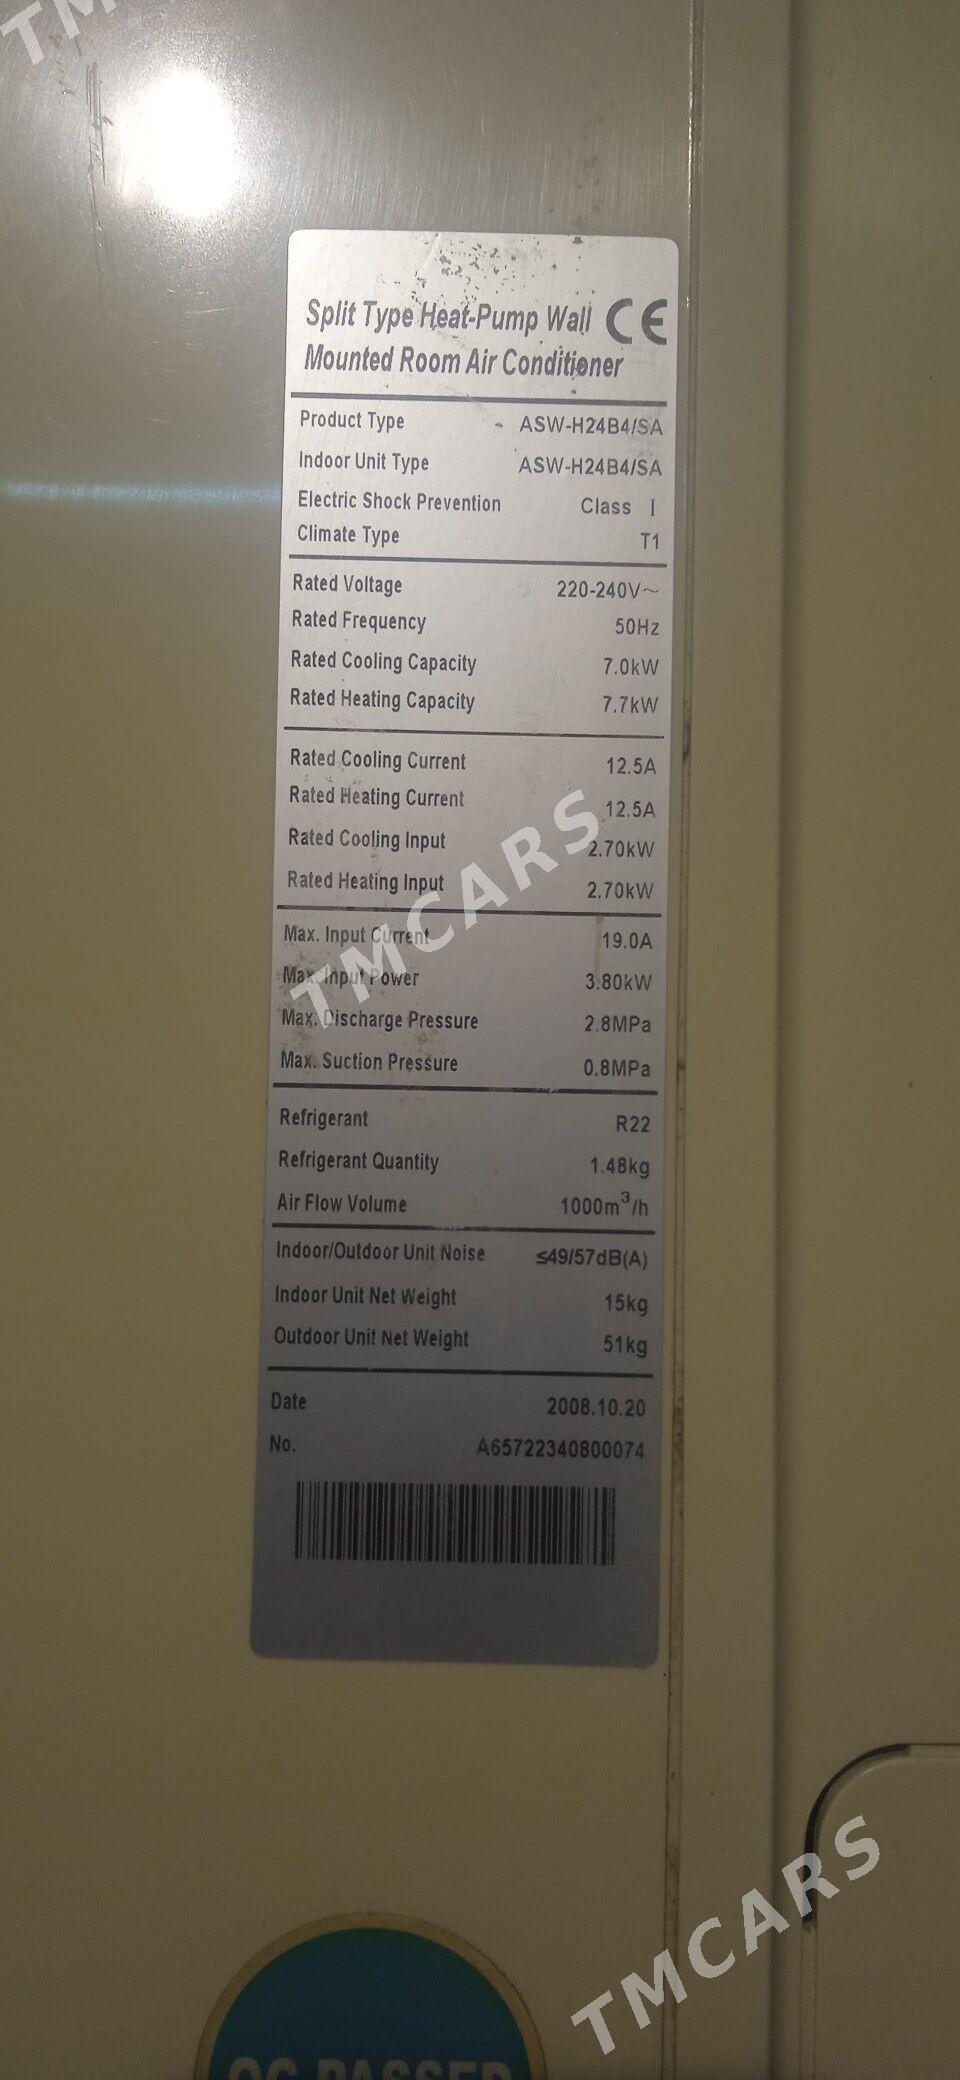 TM
Split Type Heat-Pump Wall CE
Mounted Room Air Conditioner
Product Type - ASW-H24B4/SA
Indoor Unit Type ASW-H24B4/SA
Electric Shock Prevention Class I
Climate Type T1
Rated Voltage 220-240V~
Rated Frequency 50Hz
Rated Cooling Capacity 7.0kW
Rated Heating Capacity 7.7kW
Rated Cooling Current 12.5A
Rated Heating Current 12.5A
Rated Cooling Input 2.70kW
Rated Heating Input 2.70kW
Max. Input Current 19.0A
Max. Input Power 3.80kW
Max. Discharge Pressure 2.8MPa
Max. Suction Pressure 0.8MPa
Refrigerant R22
Refrigerant Quantity 1.48kg
Air Flow Volume 1000m³/h
Indoor/Outdoor Unit Noise ≤49/57dB(A)
Indoor Unit Net Weight 15kg
Outdoor Unit Net Weight 51kg
Date 2008.10.20
No. A65722340800074
TMCARS
TMCARS
QC PASSED